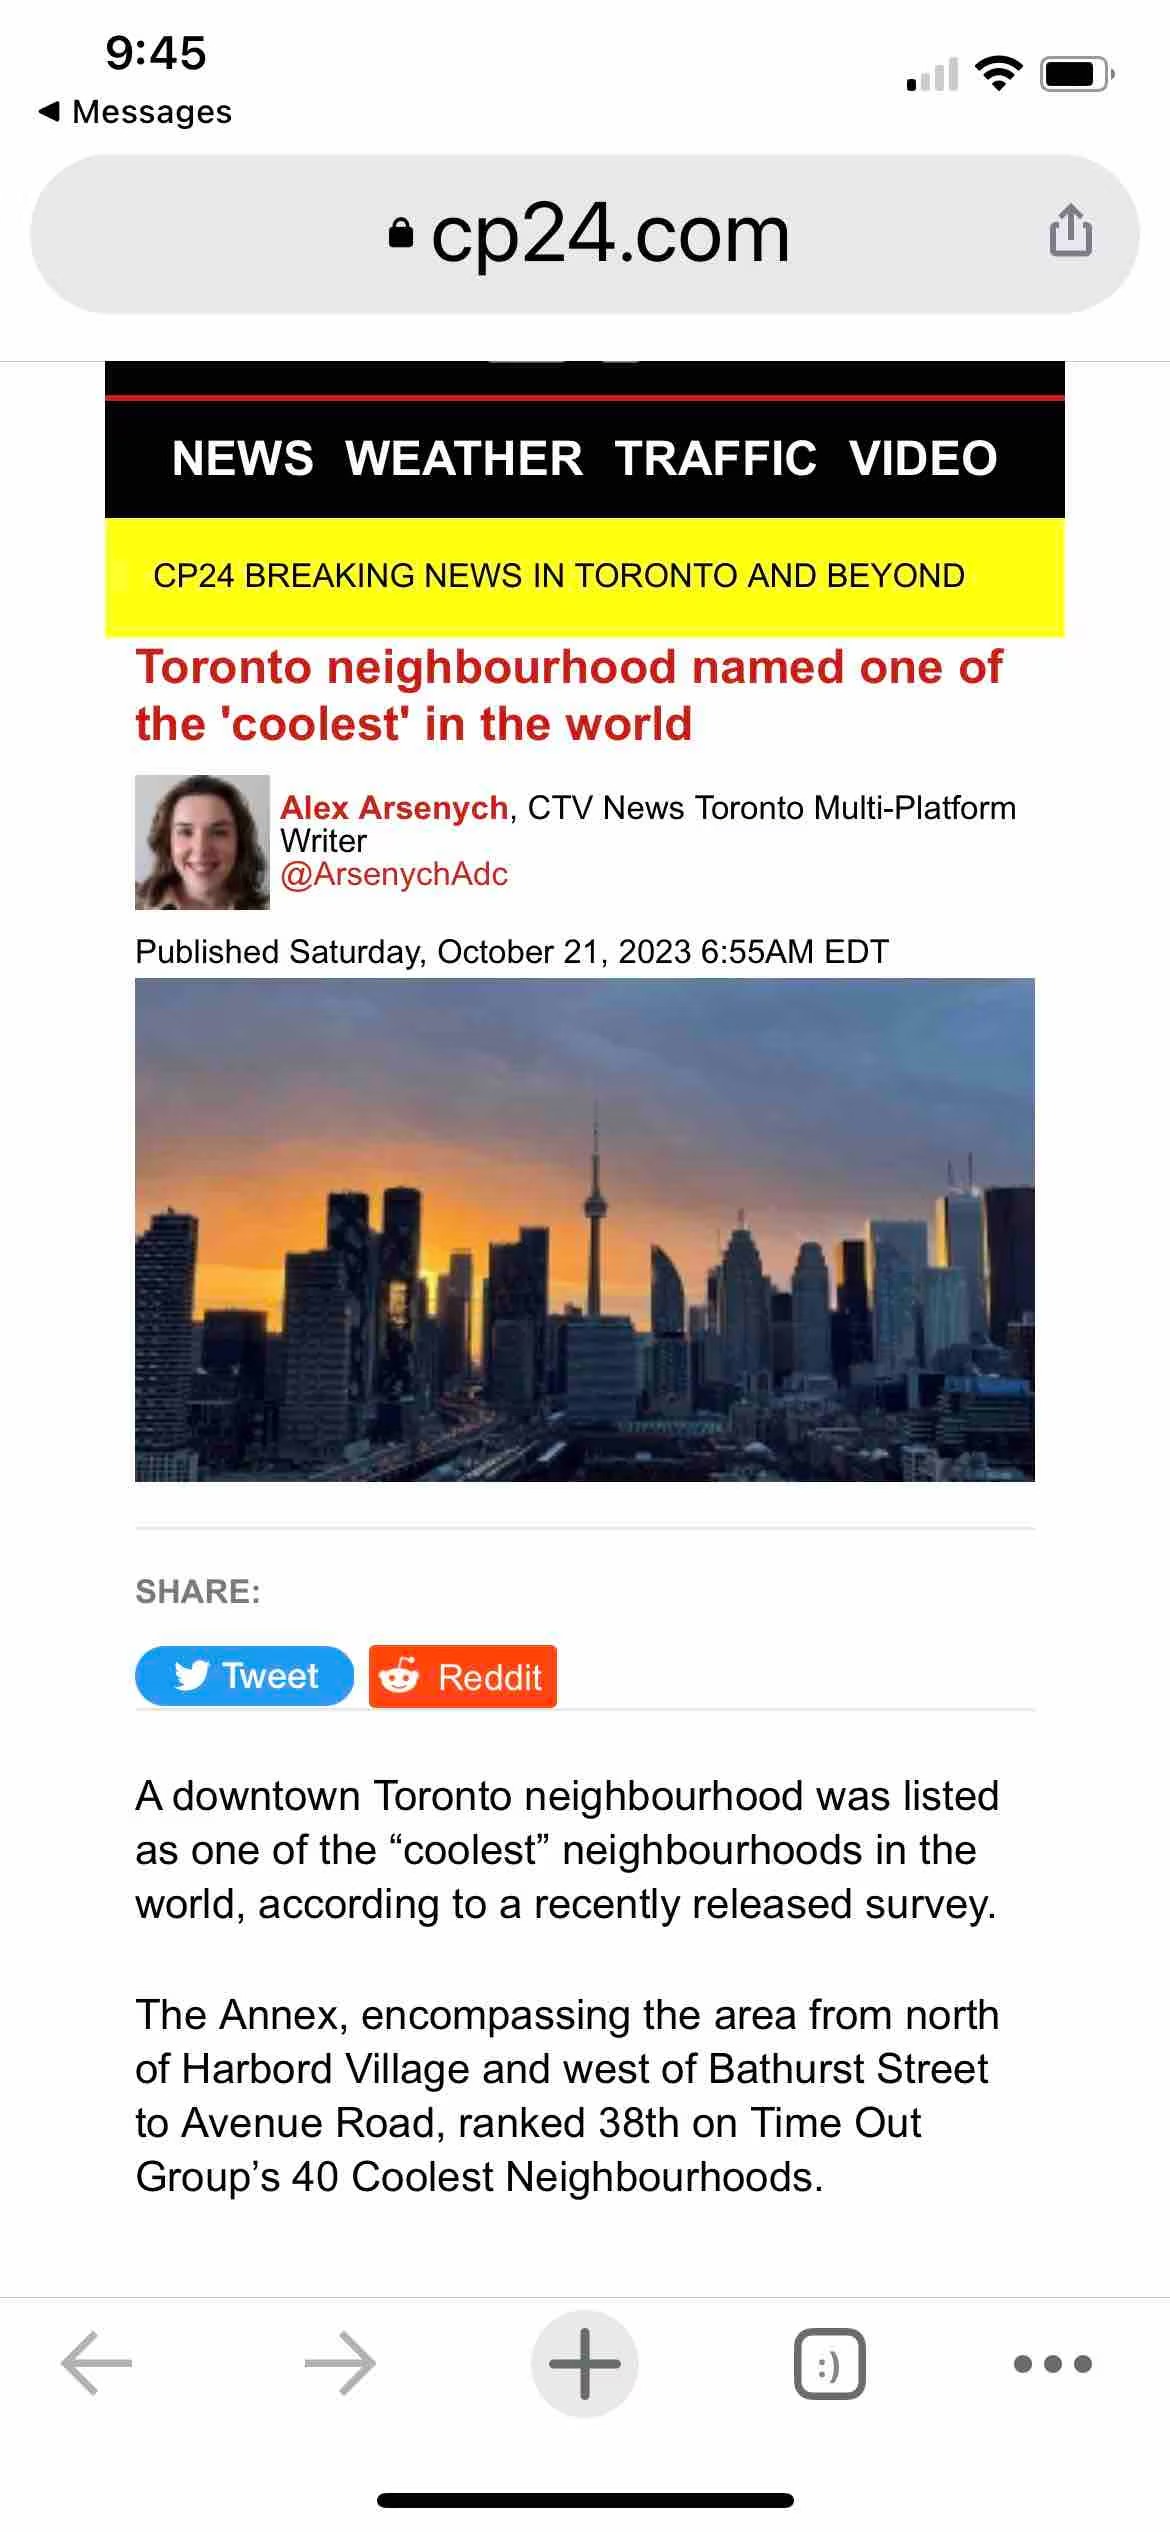 9:45
Messages
cp24.com
NEWS WEATHER TRAFFIC VIDEO
CP24 BREAKING NEWS IN TORONTO AND BEYOND
Toronto neighbourhood named one of
the 'coolest' in the world
Alex Arsenych, CTV News Toronto Multi-Platform
Writer
@ArsenychAdc
Published Saturday, October 21, 2023 6:55AM EDT
SHARE:
Tweet Reddit
A downtown Toronto neighbourhood was listed
as one of the “coolest” neighbourhoods in the
world, according to a recently released survey.
The Annex, encompassing the area from north
of Harbord Village and west of Bathurst Street
to Avenue Road, ranked 38th on Time Out
Group’s 40 Coolest Neighbourhoods.
:)